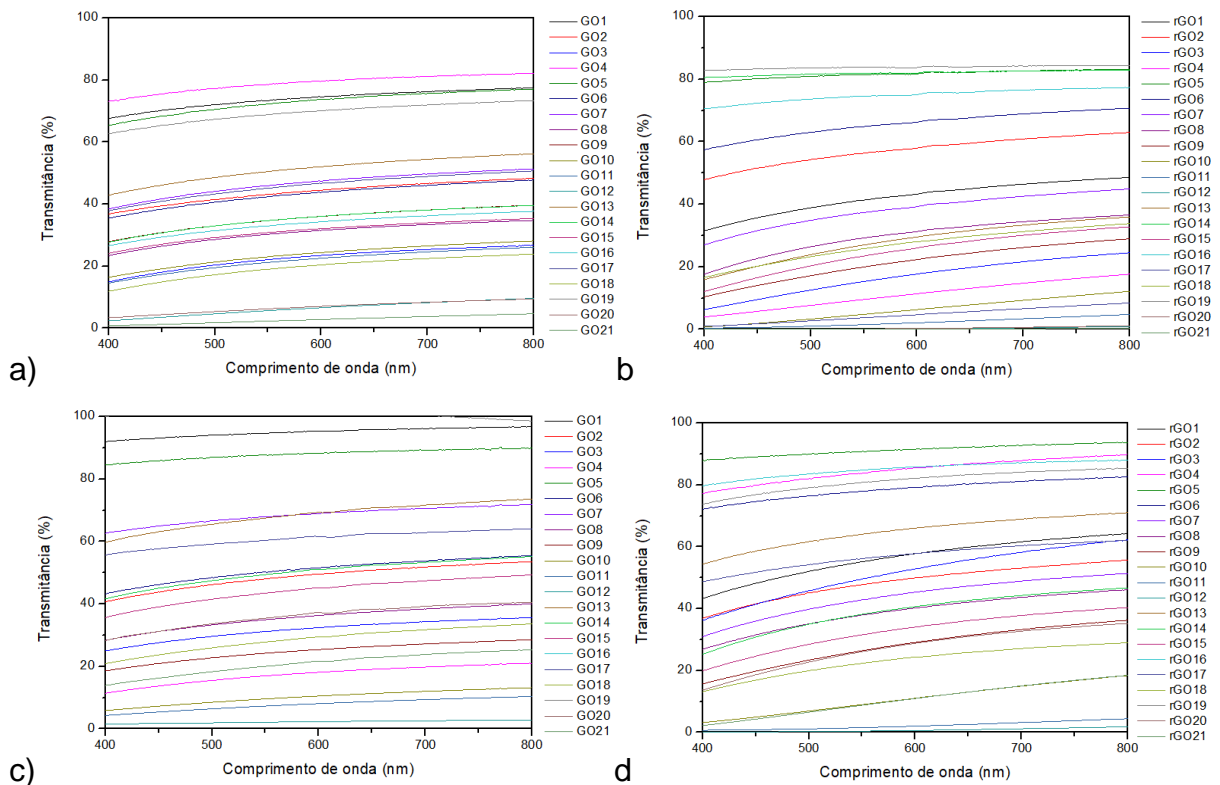 100
80
60
40
20
0
Transmitância (%)
400 500 600 700 800
Comprimento de onda (nm)
GO1
GO2
GO3
GO4
GO5
GO6
GO7
GO8
GO9
GO10
GO11
GO12
GO13
GO14
GO15
GO16
GO17
GO18
GO19
GO20
GO21
a)
100
80
60
40
20
0
Transmitância (%)
400 500 600 700 800
Comprimento de onda (nm)
rGO1
rGO2
rGO3
rGO4
rGO5
rGO6
rGO7
rGO8
rGO9
rGO10
rGO11
rGO12
rGO13
rGO14
rGO15
rGO16
rGO17
rGO18
rGO19
rGO20
rGO21
b
100
80
60
40
20
0
Transmitância (%)
400 500 600 700 800
Comprimento de onda (nm)
GO1
GO2
GO3
GO4
GO5
GO6
GO7
GO8
GO9
GO10
GO11
GO12
GO13
GO14
GO15
GO16
GO17
GO18
GO19
GO20
GO21
c)
100
80
60
40
20
0
Transmitância (%)
400 500 600 700 800
Comprimento de onda (nm)
rGO1
rGO2
rGO3
rGO4
rGO5
rGO6
rGO7
rGO8
rGO9
rGO10
rGO11
rGO12
rGO13
rGO14
rGO15
rGO16
rGO17
rGO18
rGO19
rGO20
rGO21
d